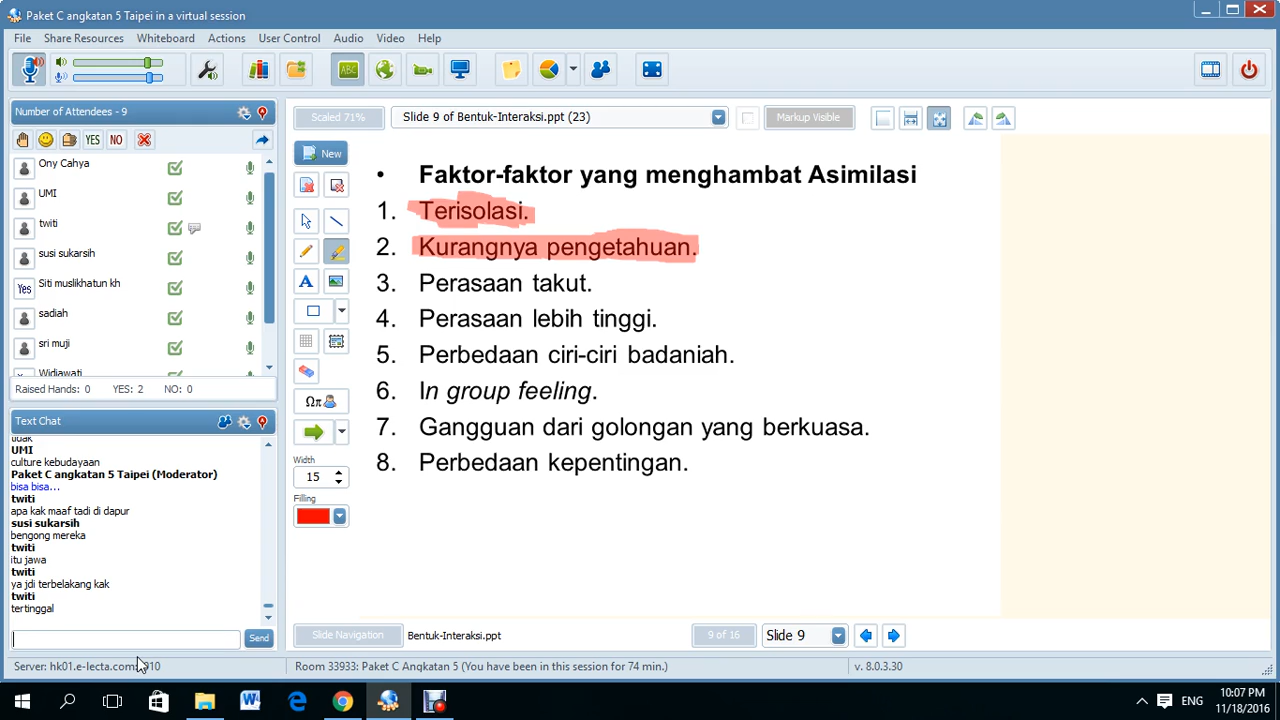 Paket C angkatan 5 Taipei in a virtual session
File Share Resources Whiteboard Actions User Control Audio Video Help
ABC
Number of Attendees - 9
YES NO
Ony Cahya
UMI
twiti
susi sukarsih
Yes Siti muslikhatun kh
sadiah
sri muji
Widiawati
Raised Hands: 0 YES: 2 NO: 0
Text Chat
tidak
UMI
culture kebudayaan
Paket C angkatan 5 Taipei (Moderator)
bisa bisa...
twiti
apa kak maaf tadi di dapur
susi sukarsih
bengong mereka
twiti
itu jawa
twiti
ya jdi terbelakang kak
twiti
tertinggal
Send
Scaled 71% Slide 9 of Bentuk-Interaksi.ppt (23) Markup Visible
New
A
Ωπ
Width
15
Filling
• Faktor-faktor yang menghambat Asimilasi
1. Terisolasi.
2. Kurangnya pengetahuan.
3. Perasaan takut.
4. Perasaan lebih tinggi.
5. Perbedaan ciri-ciri badaniah.
6. In group feeling.
7. Gangguan dari golongan yang berkuasa.
8. Perbedaan kepentingan.
Slide Navigation Bentuk-Interaksi.ppt 9 of 16 Slide 9
Server: hk01.e-lecta.com 910 Room 33933: Paket C Angkatan 5 (You have been in this session for 74 min.) v. 8.0.3.30
ENG
10:07 PM
11/18/2016